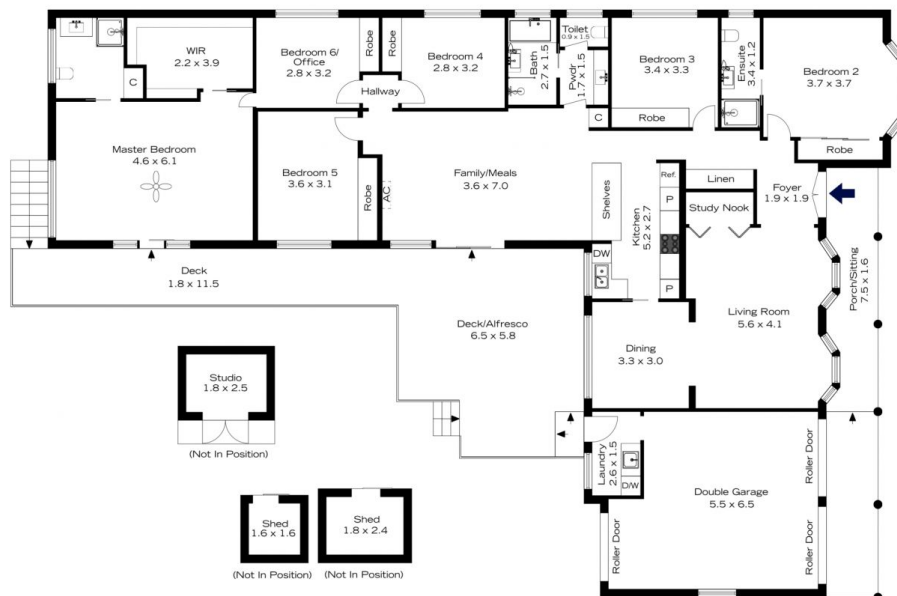 WIR
2.2 x 3.9
C
Master Bedroom
4.6 x 6.1
Bedroom 6/
Office
2.8 x 3.2
Robe
Robe
Bedroom 4
2.8 x 3.2
Hallway
Bedroom 5
3.6 x 3.1
Robe
AC
Bath
2.7 x 1.5
Toilet
0.9 x 1.5
Pwdr
1.7 x 1.5
C
Bedroom 3
3.4 x 3.3
Robe
Ensuite
3.4 x 1.2
Bedroom 2
3.7 x 3.7
Robe
Family/Meals
3.6 x 7.0
Shelves
Kitchen
5.2 x 2.7
Ref.
P
P
DW
Linen
Study Nook
Foyer
1.9 x 1.9
Porch/Sitting
7.5 x 1.6
Living Room
5.6 x 4.1
Dining
3.3 x 3.0
Deck
1.8 x 11.5
Deck/Alfresco
6.5 x 5.8
Laundry
2.6 x 1.5
D/W
Double Garage
5.5 x 6.5
Roller Door
Roller Door
Roller Door
Studio
1.8 x 2.5
(Not In Position)
Shed
1.6 x 1.6
(Not In Position)
Shed
1.8 x 2.4
(Not In Position)